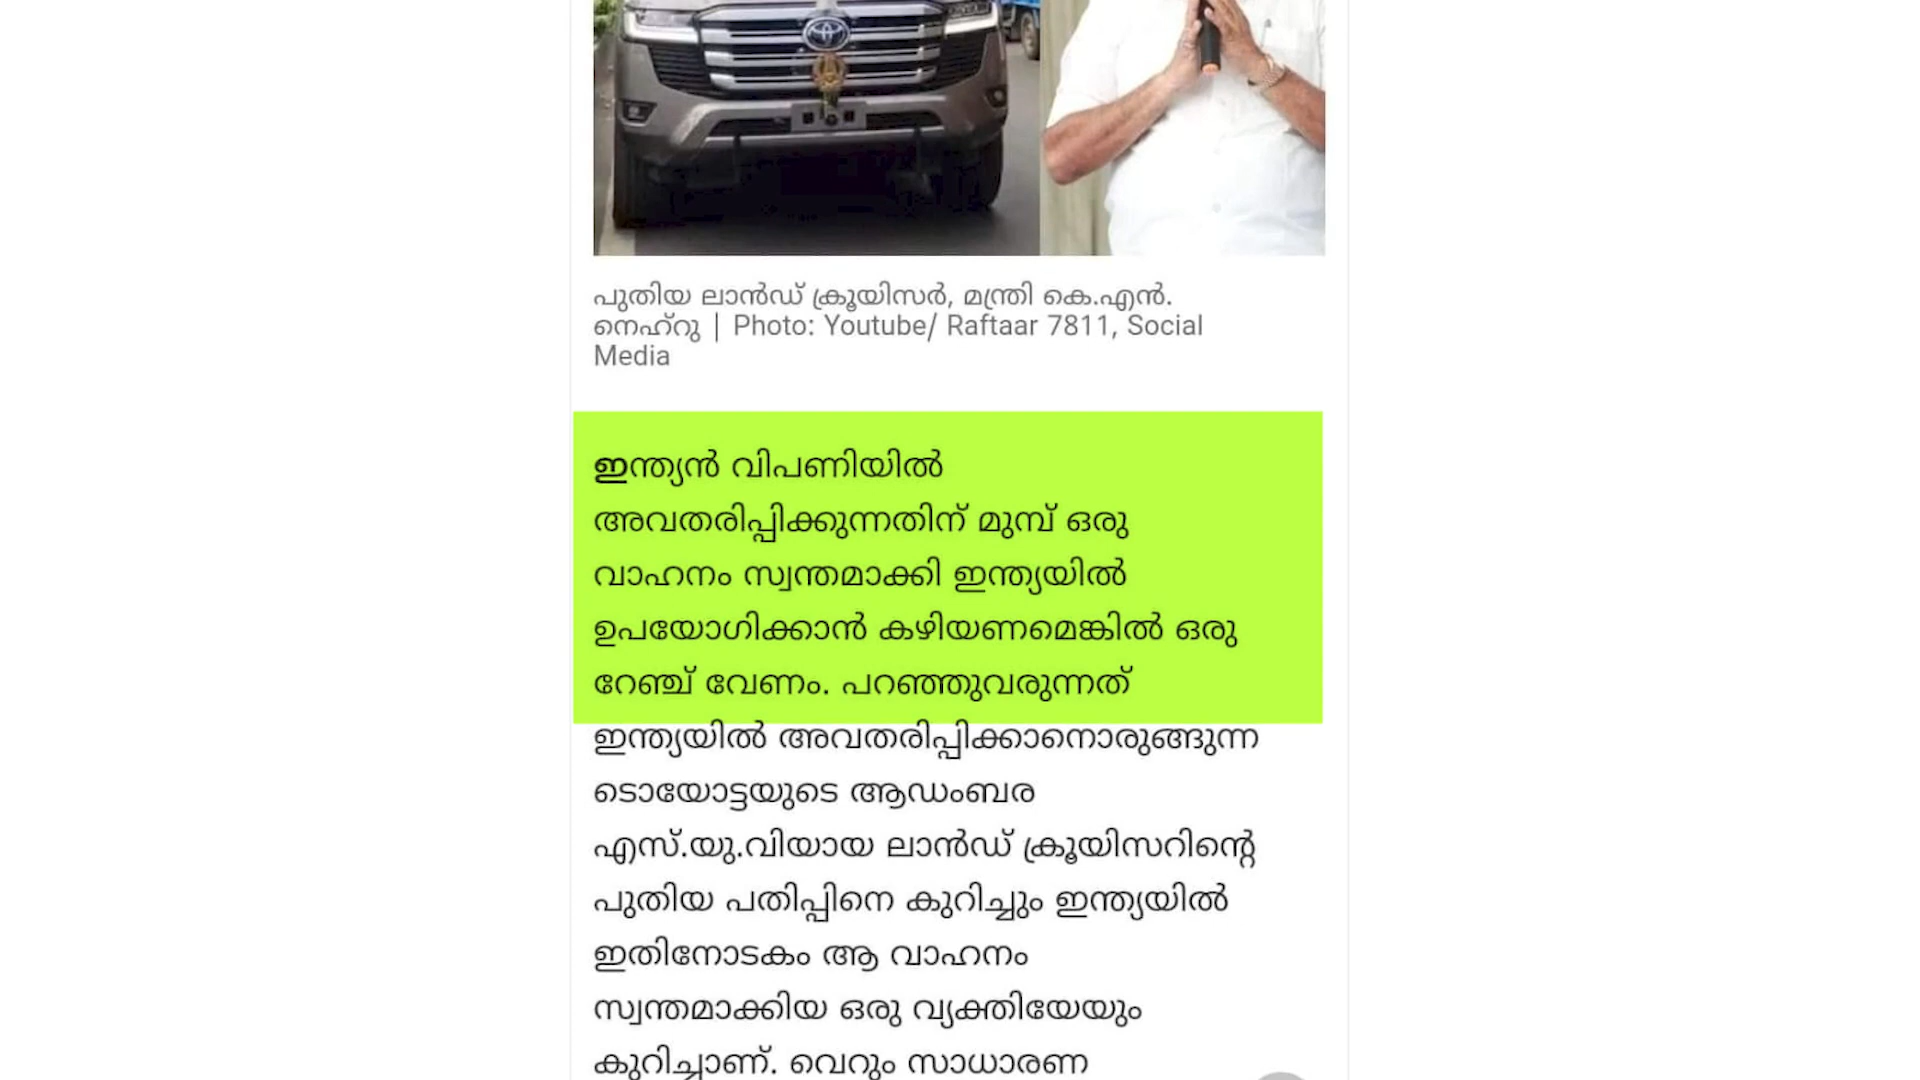 പുതിയ ലാൻഡ് ക്രൂയിസർ, മന്ത്രി കെ.എൻ.
നെഹ്റു | Photo: Youtube/ Raftaar 7811, Social
Media
ഇന്ത്യൻ വിപണിയിൽ
അവതരിപ്പിക്കുന്നതിന് മുമ്പ് ഒരു
വാഹനം സ്വന്തമാക്കി ഇന്ത്യയിൽ
ഉപയോഗിക്കാൻ കഴിയണമെങ്കിൽ ഒരു
റേഞ്ച് വേണം. പറഞ്ഞുവരുന്നത്
ഇന്ത്യയിൽ അവതരിപ്പിക്കാനൊരുങ്ങുന്ന
ടൊയോട്ടയുടെ ആഡംബര
എസ്.യു.വിയായ ലാൻഡ് ക്രൂയിസറിന്റെ
പുതിയ പതിപ്പിനെ കുറിച്ചും ഇന്ത്യയിൽ
ഇതിനോടകം ആ വാഹനം
സ്വന്തമാക്കിയ ഒരു വ്യക്തിയേയും
കുറിച്ചാണ്. വെറും സാധാരണ